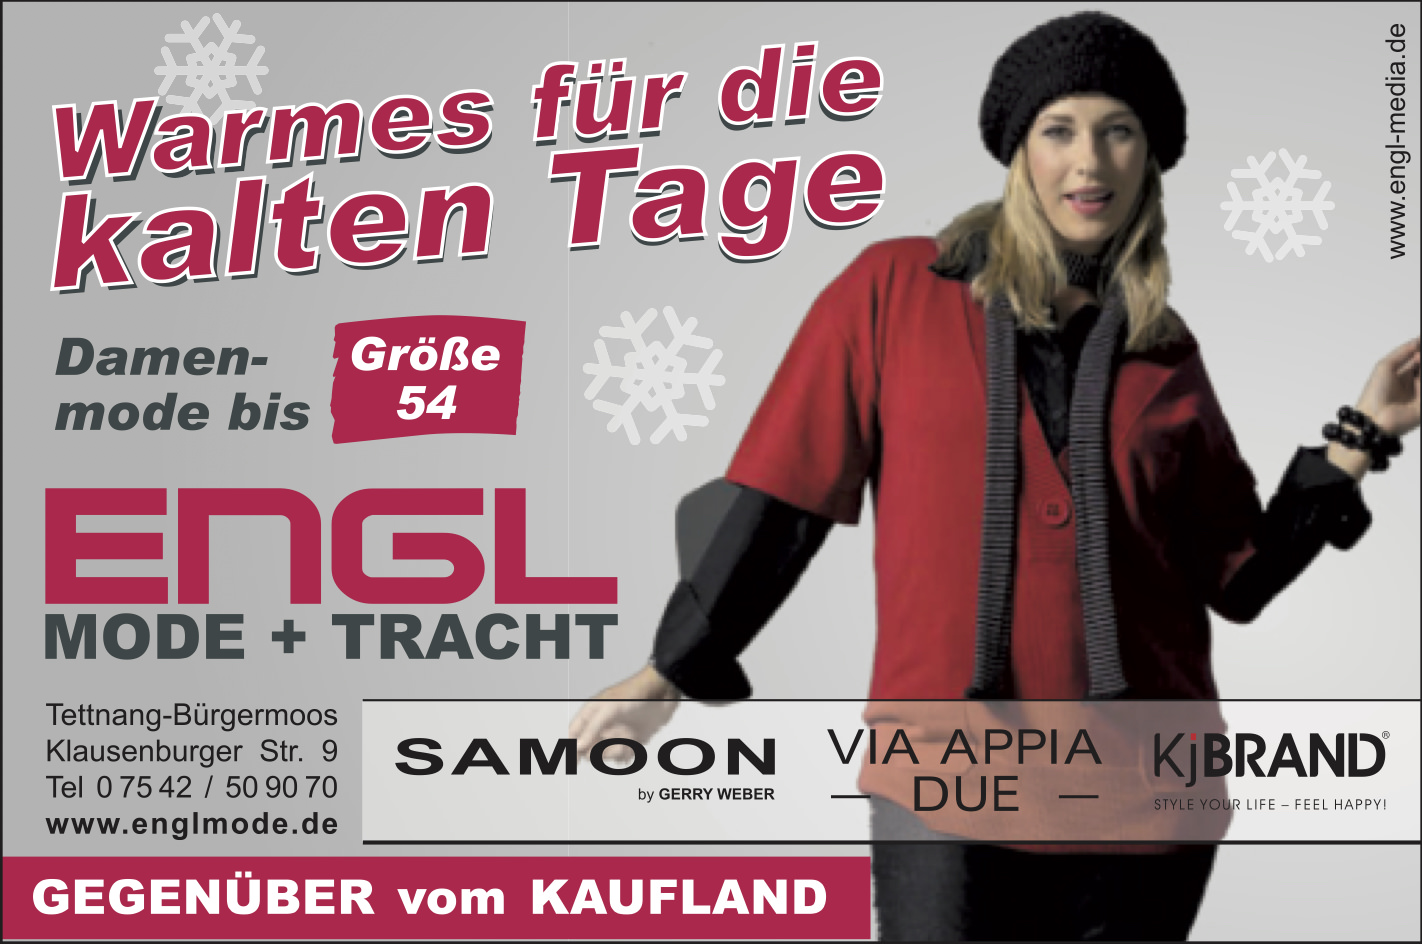 Warmes für die
kalten Tage
www.engl-media.de
Damen-
mode bis
Größe
54
ENGL
MODE + TRACHT
Tettnang-Bürgermoos
Klausenburger Str. 9
Tel 0 75 42 / 50 90 70
www.englmode.de
SAMOON
by GERRY WEBER
VIA APPIA
— DUE —
KjBRAND®
STYLE YOUR LIFE – FEEL HAPPY!
GEGENÜBER vom KAUFLAND